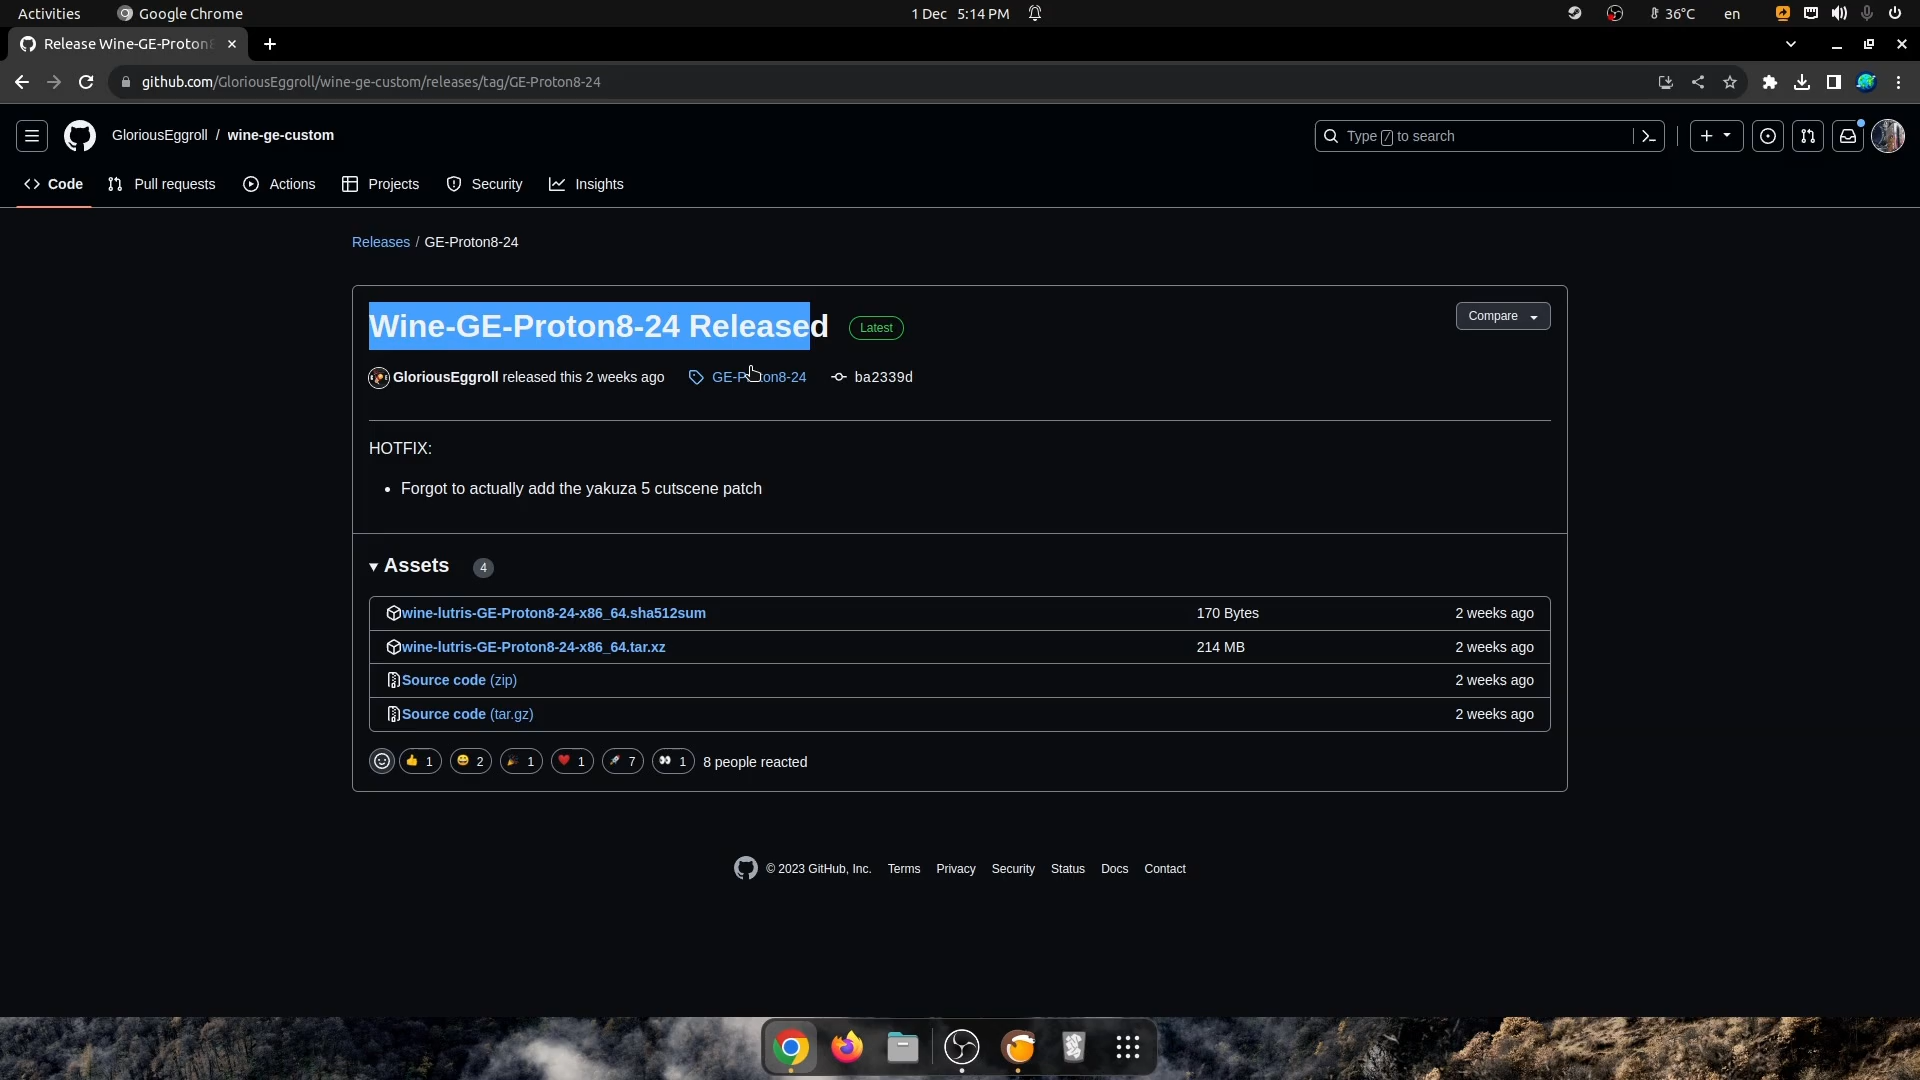 Activities Google Chrome 1 Dec 5:14 PM 36°C en
Release Wine-GE-Proton8
github.com/GloriousEggroll/wine-ge-custom/releases/tag/GE-Proton8-24
GloriousEggroll / wine-ge-custom Type / to search
Code Pull requests Actions Projects Security Insights
Releases / GE-Proton8-24
Wine-GE-Proton8-24 Released Latest Compare
GloriousEggroll released this 2 weeks ago GE-Proton8-24 ba2339d
HOTFIX:
• Forgot to actually add the yakuza 5 cutscene patch
Assets 4
wine-lutris-GE-Proton8-24-x86_64.sha512sum 170 Bytes 2 weeks ago
wine-lutris-GE-Proton8-24-x86_64.tar.xz 214 MB 2 weeks ago
Source code (zip) 2 weeks ago
Source code (tar.gz) 2 weeks ago
1 2 1 1 7 1 8 people reacted
© 2023 GitHub, Inc. Terms Privacy Security Status Docs Contact